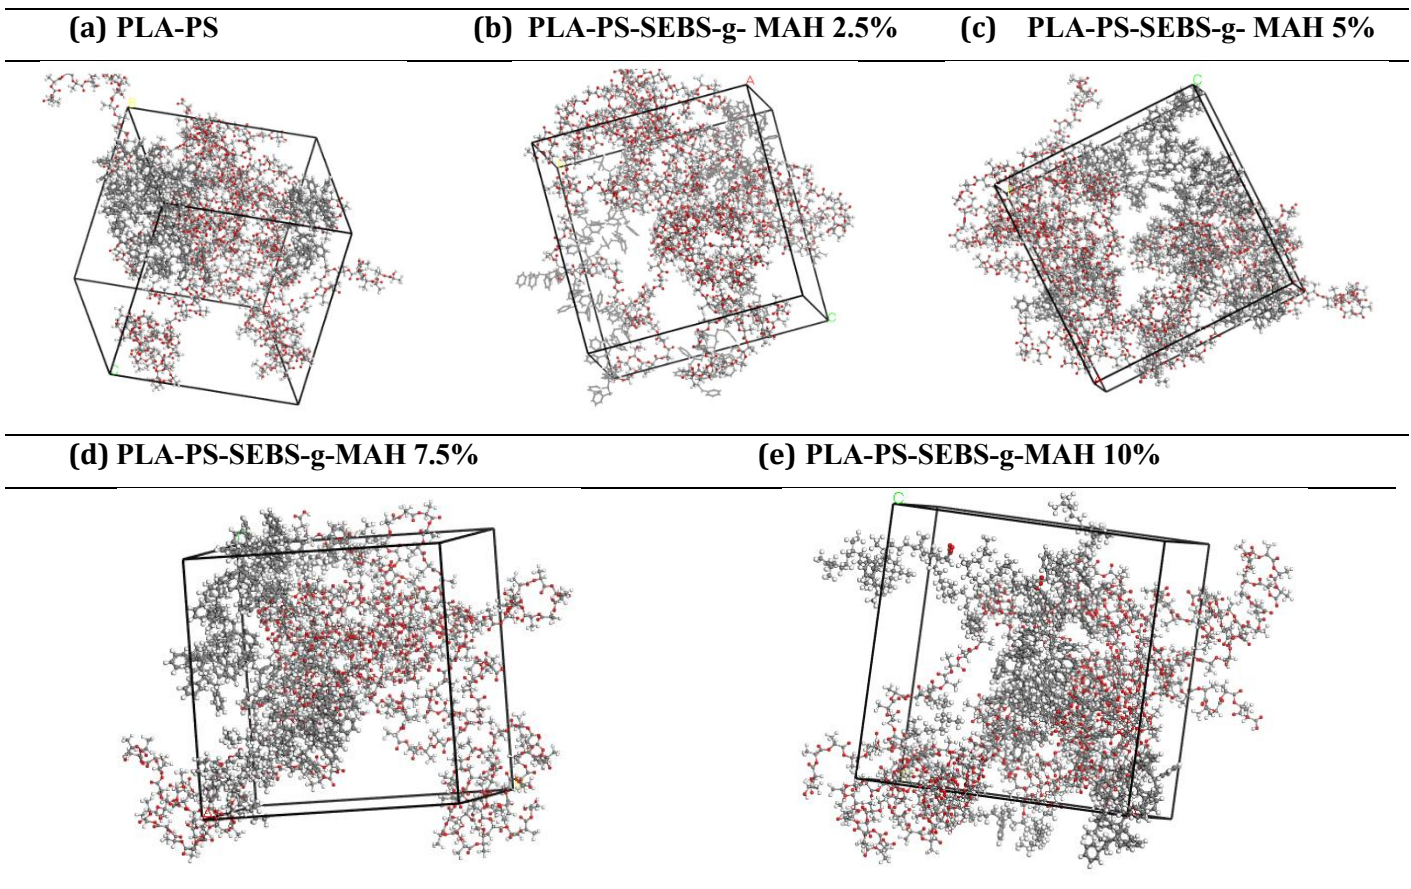 (a) PLA-PS (b) PLA-PS-SEBS-g- MAH 2.5% (c) PLA-PS-SEBS-g- MAH 5%
A
C
C
(d) PLA-PS-SEBS-g-MAH 7.5% (e) PLA-PS-SEBS-g-MAH 10%
C